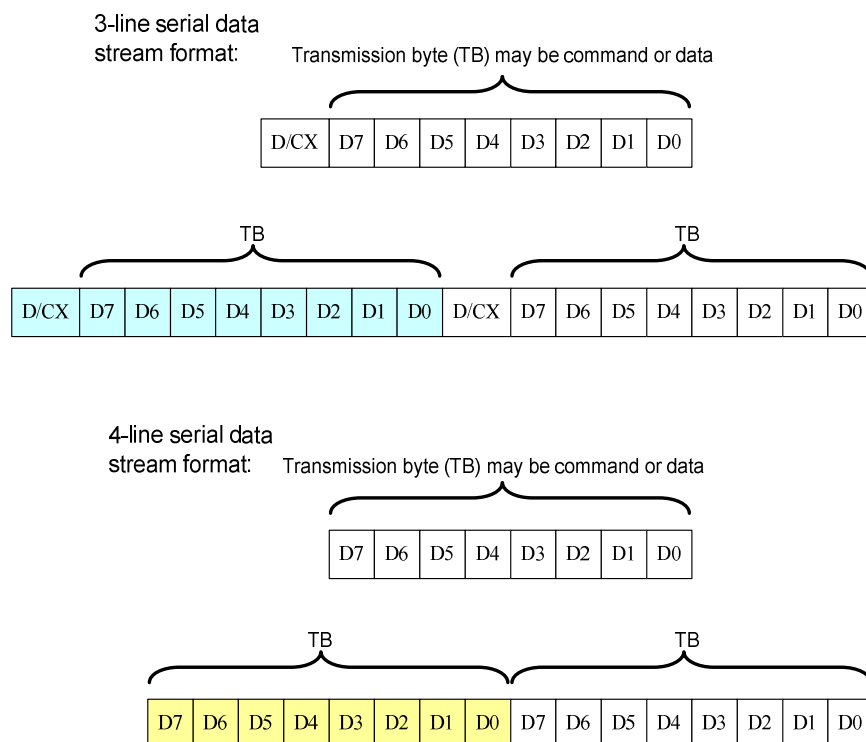 3-line serial data
stream format: Transmission byte (TB) may be command or data
D/CX D7 D6 D5 D4 D3 D2 D1 D0
TB TB
D/CX D7 D6 D5 D4 D3 D2 D1 D0 D/CX D7 D6 D5 D4 D3 D2 D1 D0
4-line serial data
stream format: Transmission byte (TB) may be command or data
D7 D6 D5 D4 D3 D2 D1 D0
TB TB
D7 D6 D5 D4 D3 D2 D1 D0 D7 D6 D5 D4 D3 D2 D1 D0